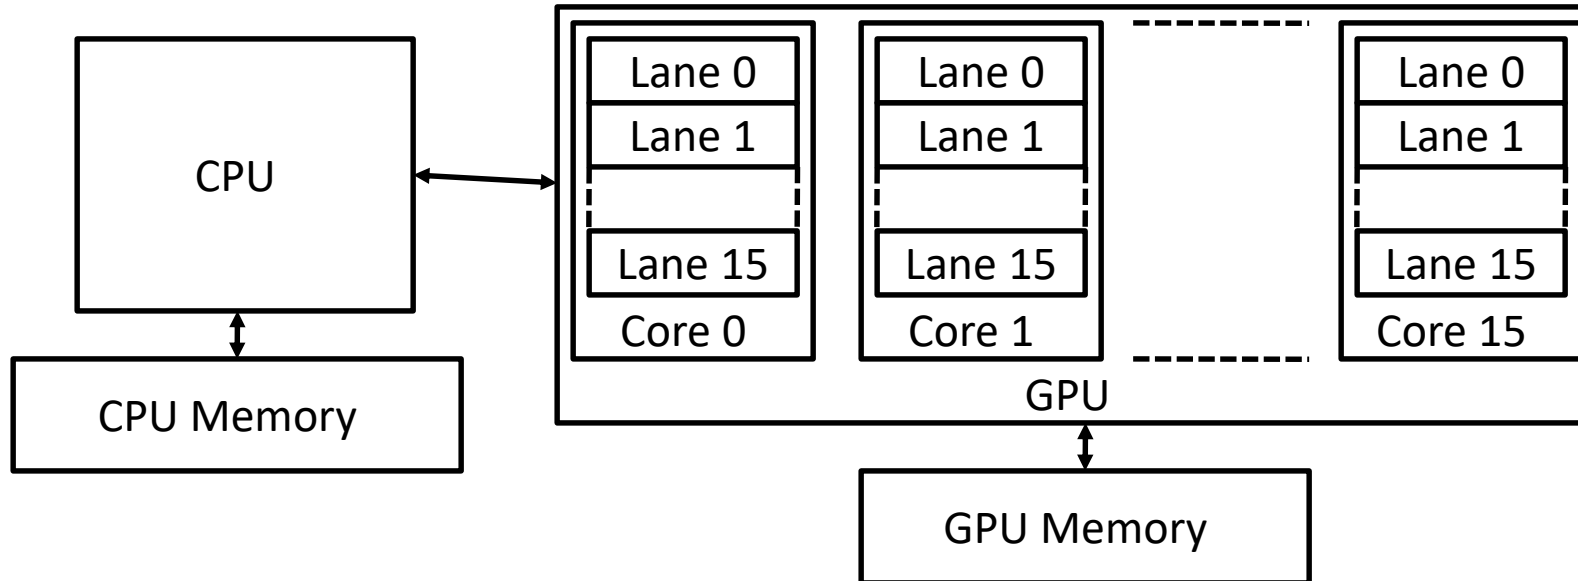 CPU
CPU Memory
Lane 0
Lane 1
Lane 15
Core 0
Lane 0
Lane 1
Lane 15
Core 1
Lane 0
Lane 1
Lane 15
Core 15
GPU
GPU Memory